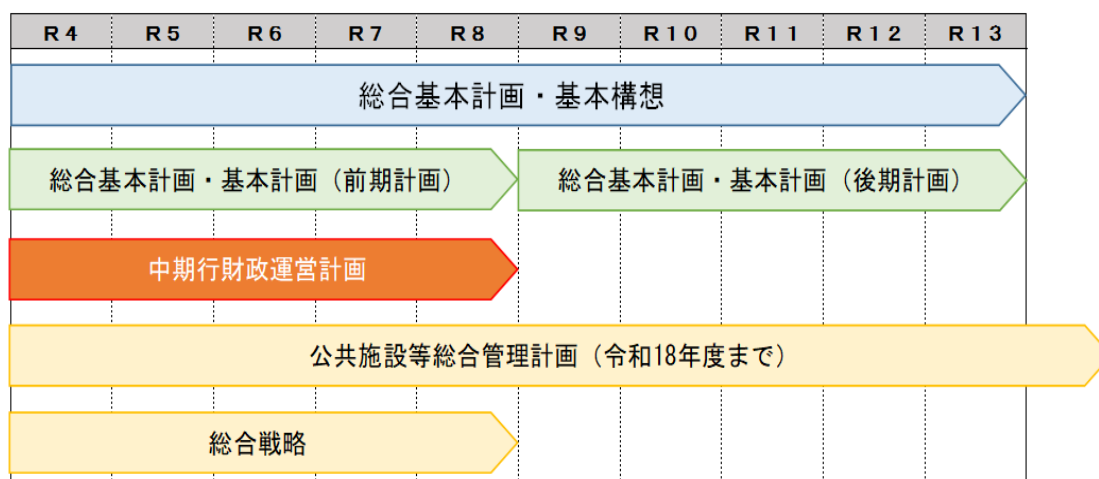 R4 R5 R6 R7 R8 R9 R10 R11 R12 R13
総合基本計画・基本構想
総合基本計画・基本計画（前期計画） 総合基本計画・基本計画（後期計画）
中期行財政運営計画
公共施設等総合管理計画（令和18年度まで）
総合戦略